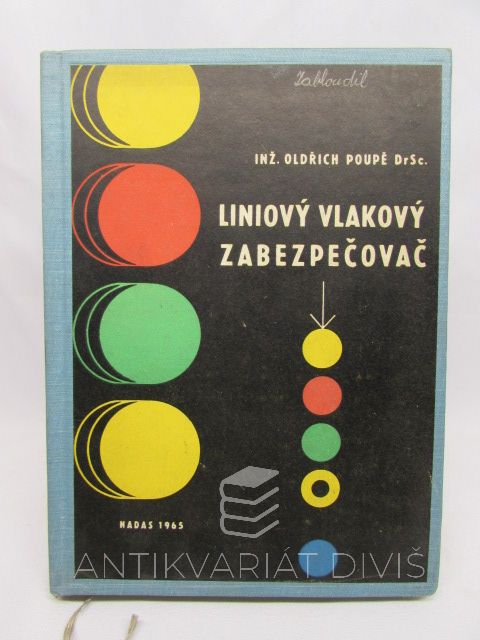 Zabloudil
INŽ. OLDŘICH POUPĚ DrSc.
LINIOVÝ VLAKOVÝ
ZABEZPEČOVAČ
NADAS 1965
ANTIKVARIÁT DIVIŠ